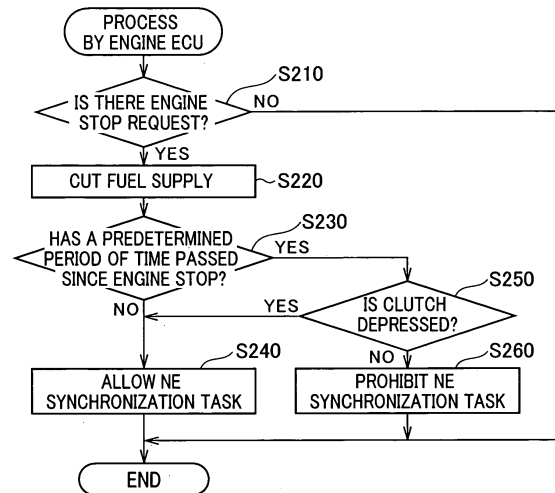 PROCESS
BY ENGINE ECU
S210
IS THERE ENGINE
STOP REQUEST?
NO
YES
CUT FUEL SUPPLY
S220
S230
HAS A PREDETERMINED
PERIOD OF TIME PASSED
SINCE ENGINE STOP?
YES
NO
S250
IS CLUTCH
DEPRESSED?
YES
NO
S240
ALLOW NE
SYNCHRONIZATION TASK
S260
PROHIBIT NE
SYNCHRONIZATION TASK
END